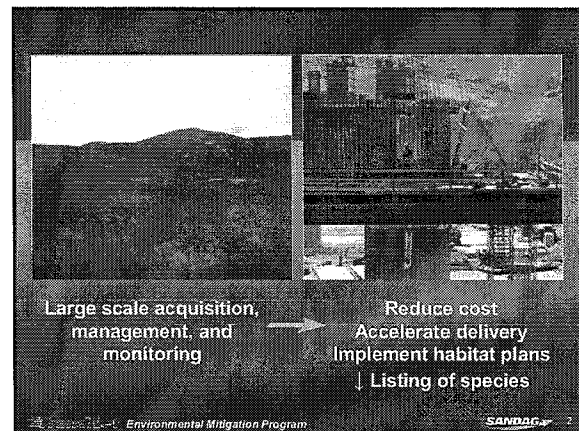 Large scale acquisition,
management, and
monitoring
Reduce cost
Accelerate delivery
Implement habitat plans
↓ Listing of species
Environmental Mitigation Program
SANDAG
2